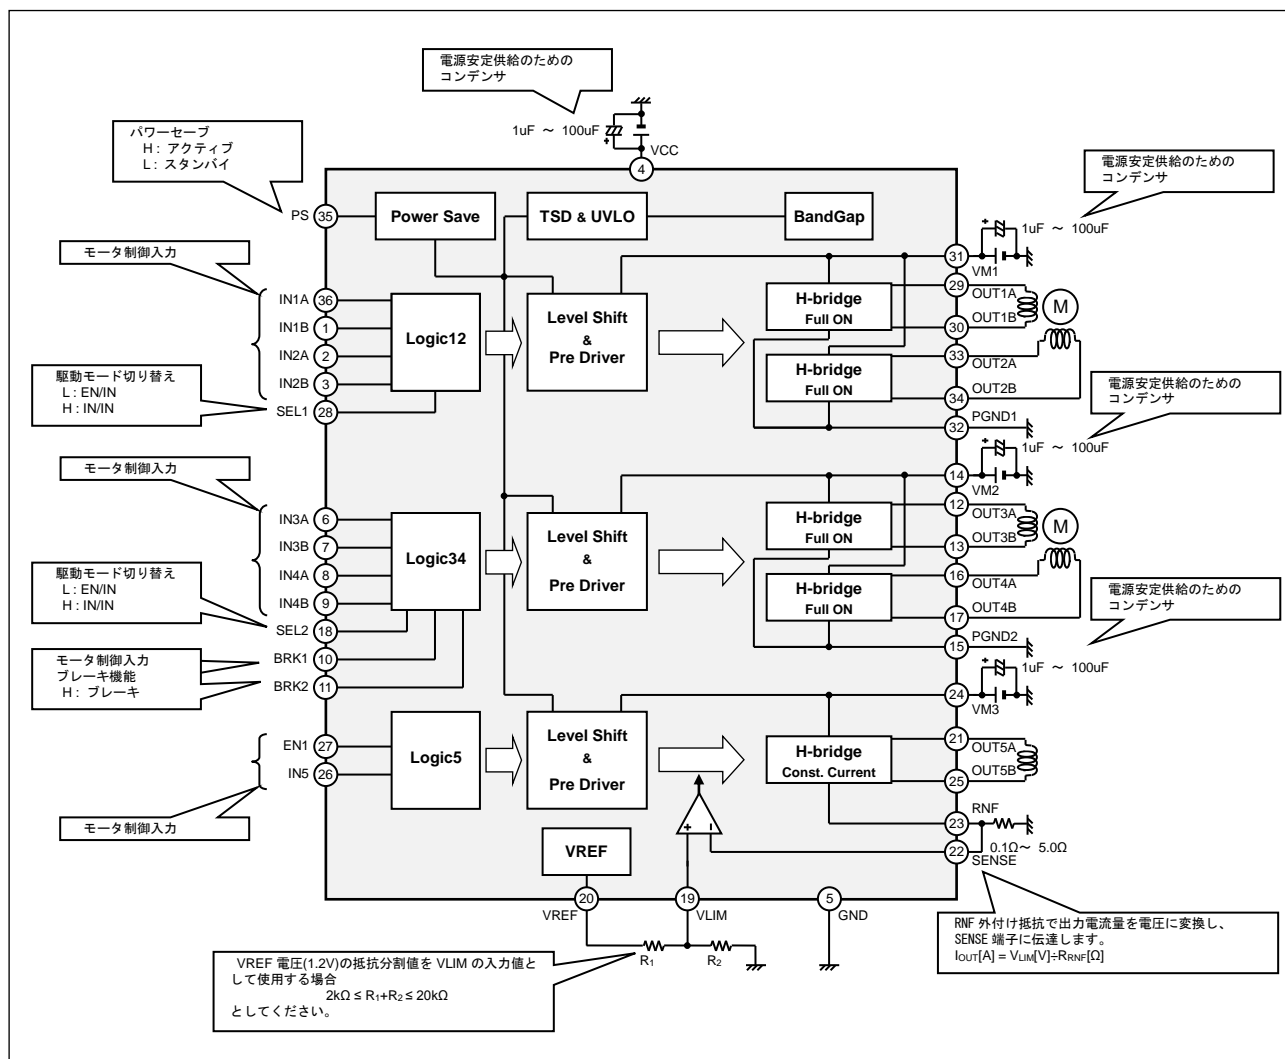 電源安定供給のための
コンデンサ
1uF ～ 100uF
+
VCC
4
パワーセーブ
H : アクティブ
L : スタンバイ
電源安定供給のための
コンデンサ
PS
35
Power Save
TSD & UVLO
BandGap
+
1uF ～ 100uF
31
VM1
モータ制御入力
IN1A
36
IN1B
1
IN2A
2
IN2B
3
SEL1
28
Logic12
Level Shift
&
Pre Driver
H-bridge
Full ON
H-bridge
Full ON
29
OUT1A
30
OUT1B
M
33
OUT2A
34
OUT2B
32
PGND1
駆動モード切り替え
L : EN/IN
H : IN/IN
電源安定供給のための
コンデンサ
+
1uF ～ 100uF
14
VM2
モータ制御入力
IN3A
6
IN3B
7
IN4A
8
IN4B
9
SEL2
18
BRK1
10
BRK2
11
Logic34
Level Shift
&
Pre Driver
H-bridge
Full ON
H-bridge
Full ON
12
OUT3A
13
OUT3B
M
16
OUT4A
17
OUT4B
15
PGND2
駆動モード切り替え
L : EN/IN
H : IN/IN
モータ制御入力
ブレーキ機能
H : ブレーキ
電源安定供給のための
コンデンサ
+
1uF ～ 100uF
24
VM3
EN1
27
IN5
26
モータ制御入力
Logic5
Level Shift
&
Pre Driver
H-bridge
Const. Current
21
OUT5A
25
OUT5B
23
RNF
0.1Ω～ 5.0Ω
22
SENSE
+
−
VREF
20
VREF
19
VLIM
5
GND
R1
R2
VREF 電圧(1.2V)の抵抗分割値を VLIM の入力値と
して使用する場合
2kΩ ≤ R1+R2 ≤ 20kΩ
としてください。
RNF 外付け抵抗で出力電流量を電圧に変換し、
SENSE 端子に伝達します。
IOUT[A] = VLIM[V]÷RRNF[Ω]